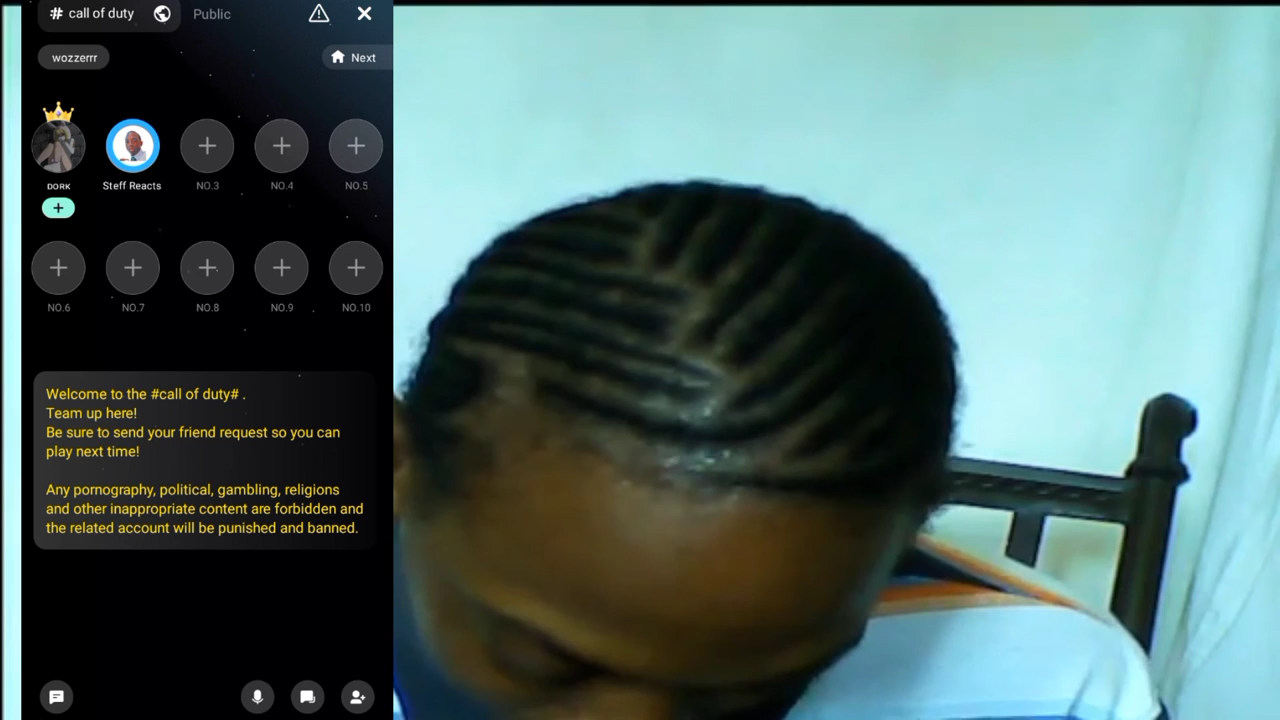 # call of duty
Public
wozzerrr
Next
DORK
Steff Reacts
NO.3
NO.4
NO.5
NO.6
NO.7
NO.8
NO.9
NO.10
Welcome to the #call of duty# .
Team up here!
Be sure to send your friend request so you can
play next time!
Any pornography, political, gambling, religions
and other inappropriate content are forbidden and
the related account will be punished and banned.